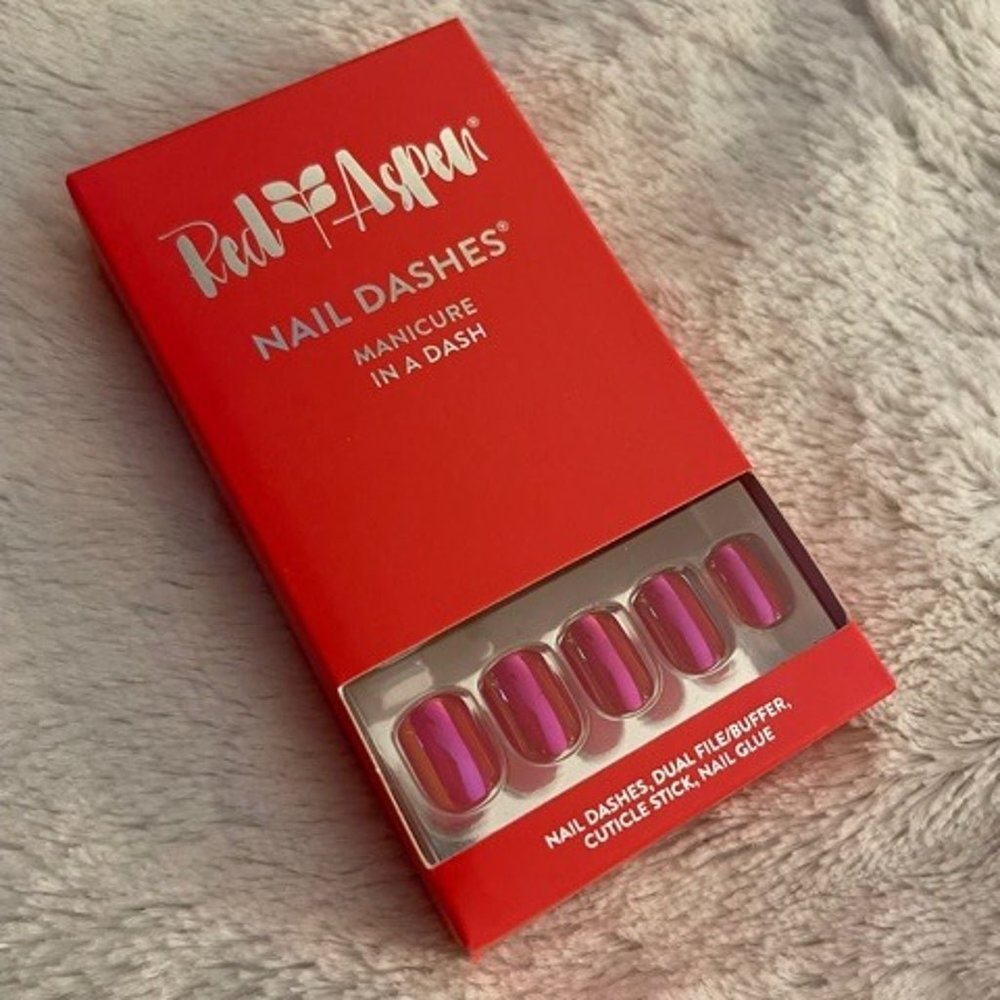 Red Aspen®
NAIL DASHES®
MANICURE
IN A DASH
NAIL DASHES, DUAL FILE/BUFFER,
CUTICLE STICK, NAIL GLUE